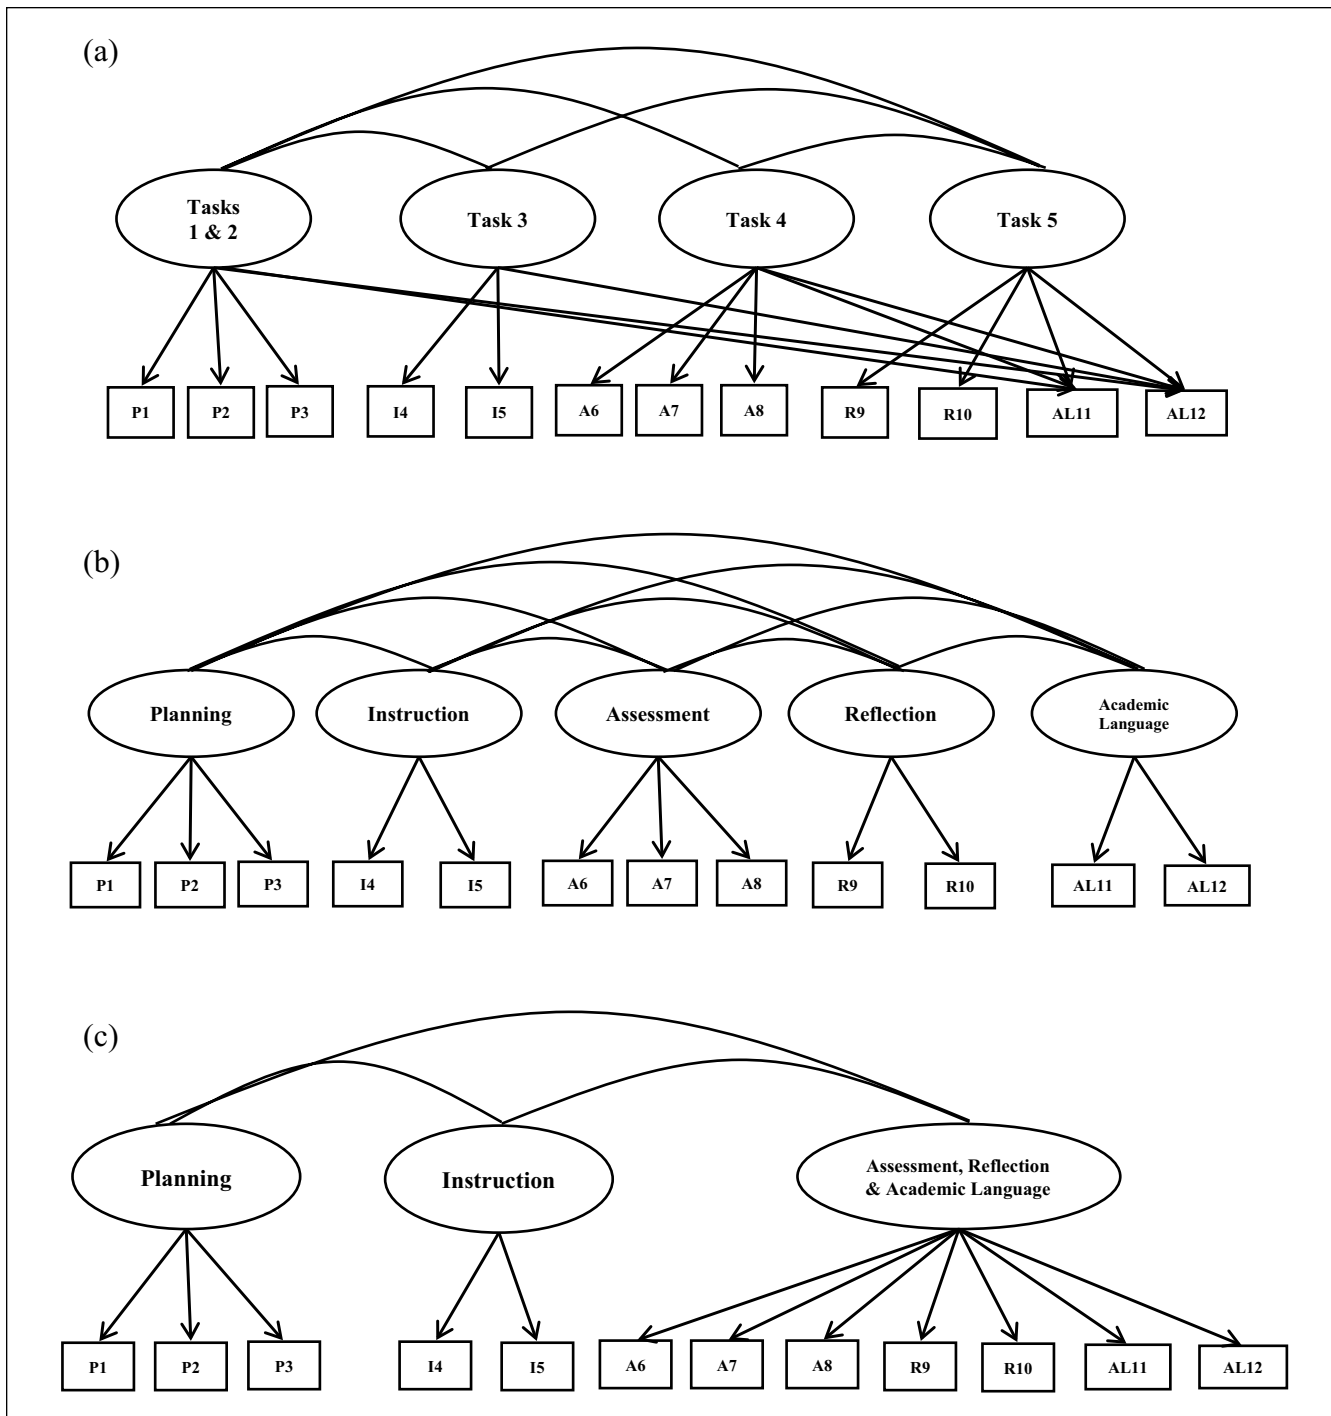 (a)
Tasks
1 & 2
Task 3
Task 4
Task 5
P1
P2
P3
I4
I5
A6
A7
A8
R9
R10
AL11
AL12
(b)
Planning
Instruction
Assessment
Reflection
Academic
Language
P1
P2
P3
I4
I5
A6
A7
A8
R9
R10
AL11
AL12
(c)
Planning
Instruction
Assessment, Reflection
& Academic Language
P1
P2
P3
I4
I5
A6
A7
A8
R9
R10
AL11
AL12